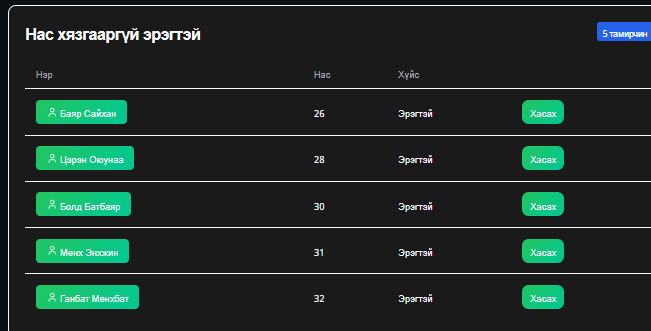 Нас хязгааргүй эрэгтэй
5 тамирчин
Нэр Нас Хүйс
Баяр Сайхан 26 Эрэгтэй Хасах
Цэрэн Оюунаа 28 Эрэгтэй Хасах
Болд Батбаяр 30 Эрэгтэй Хасах
Мөнх Энхжин 31 Эрэгтэй Хасах
Ганбат Мөнхбат 32 Эрэгтэй Хасах